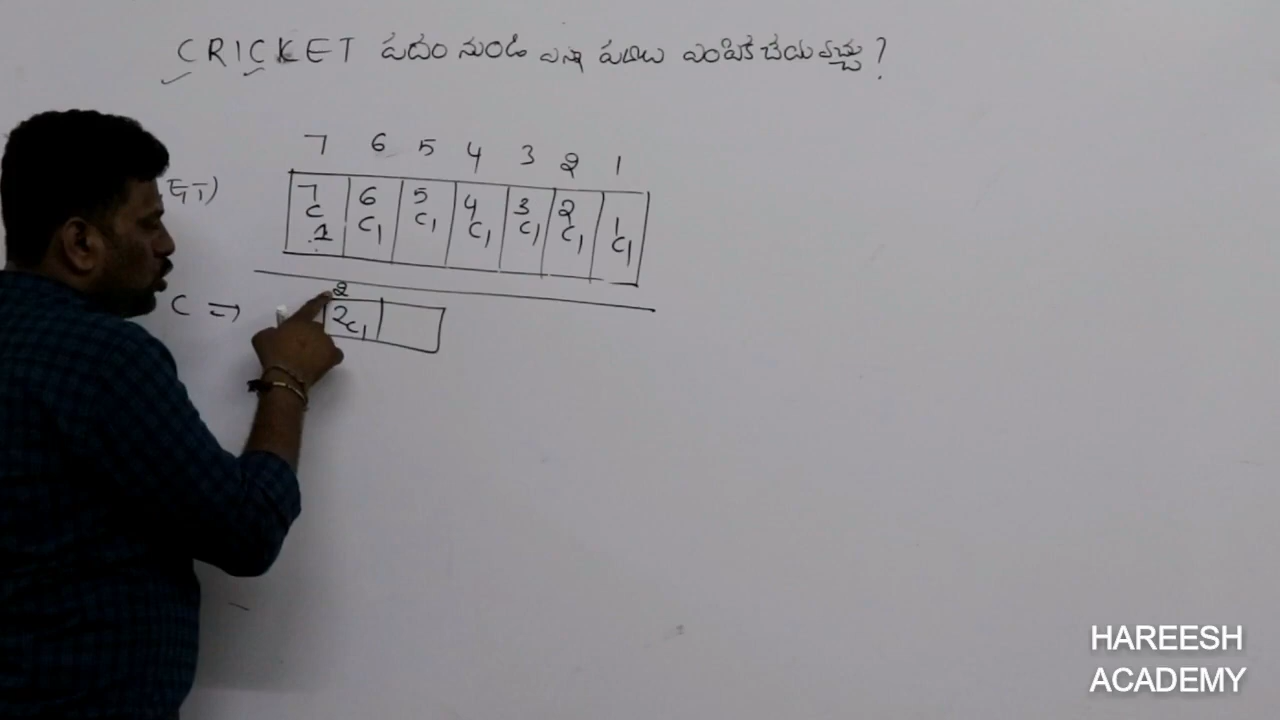 CRICKET పదం నుండి ఎన్ని పదాలు ఎంపిక చేయవచ్చు?
7 6 5 4 3 2 1
ET) 7C1 6C1 5C1 4C1 3C1 2C1 1C1
2
C ⇒ 2C1
HAREESH
ACADEMY